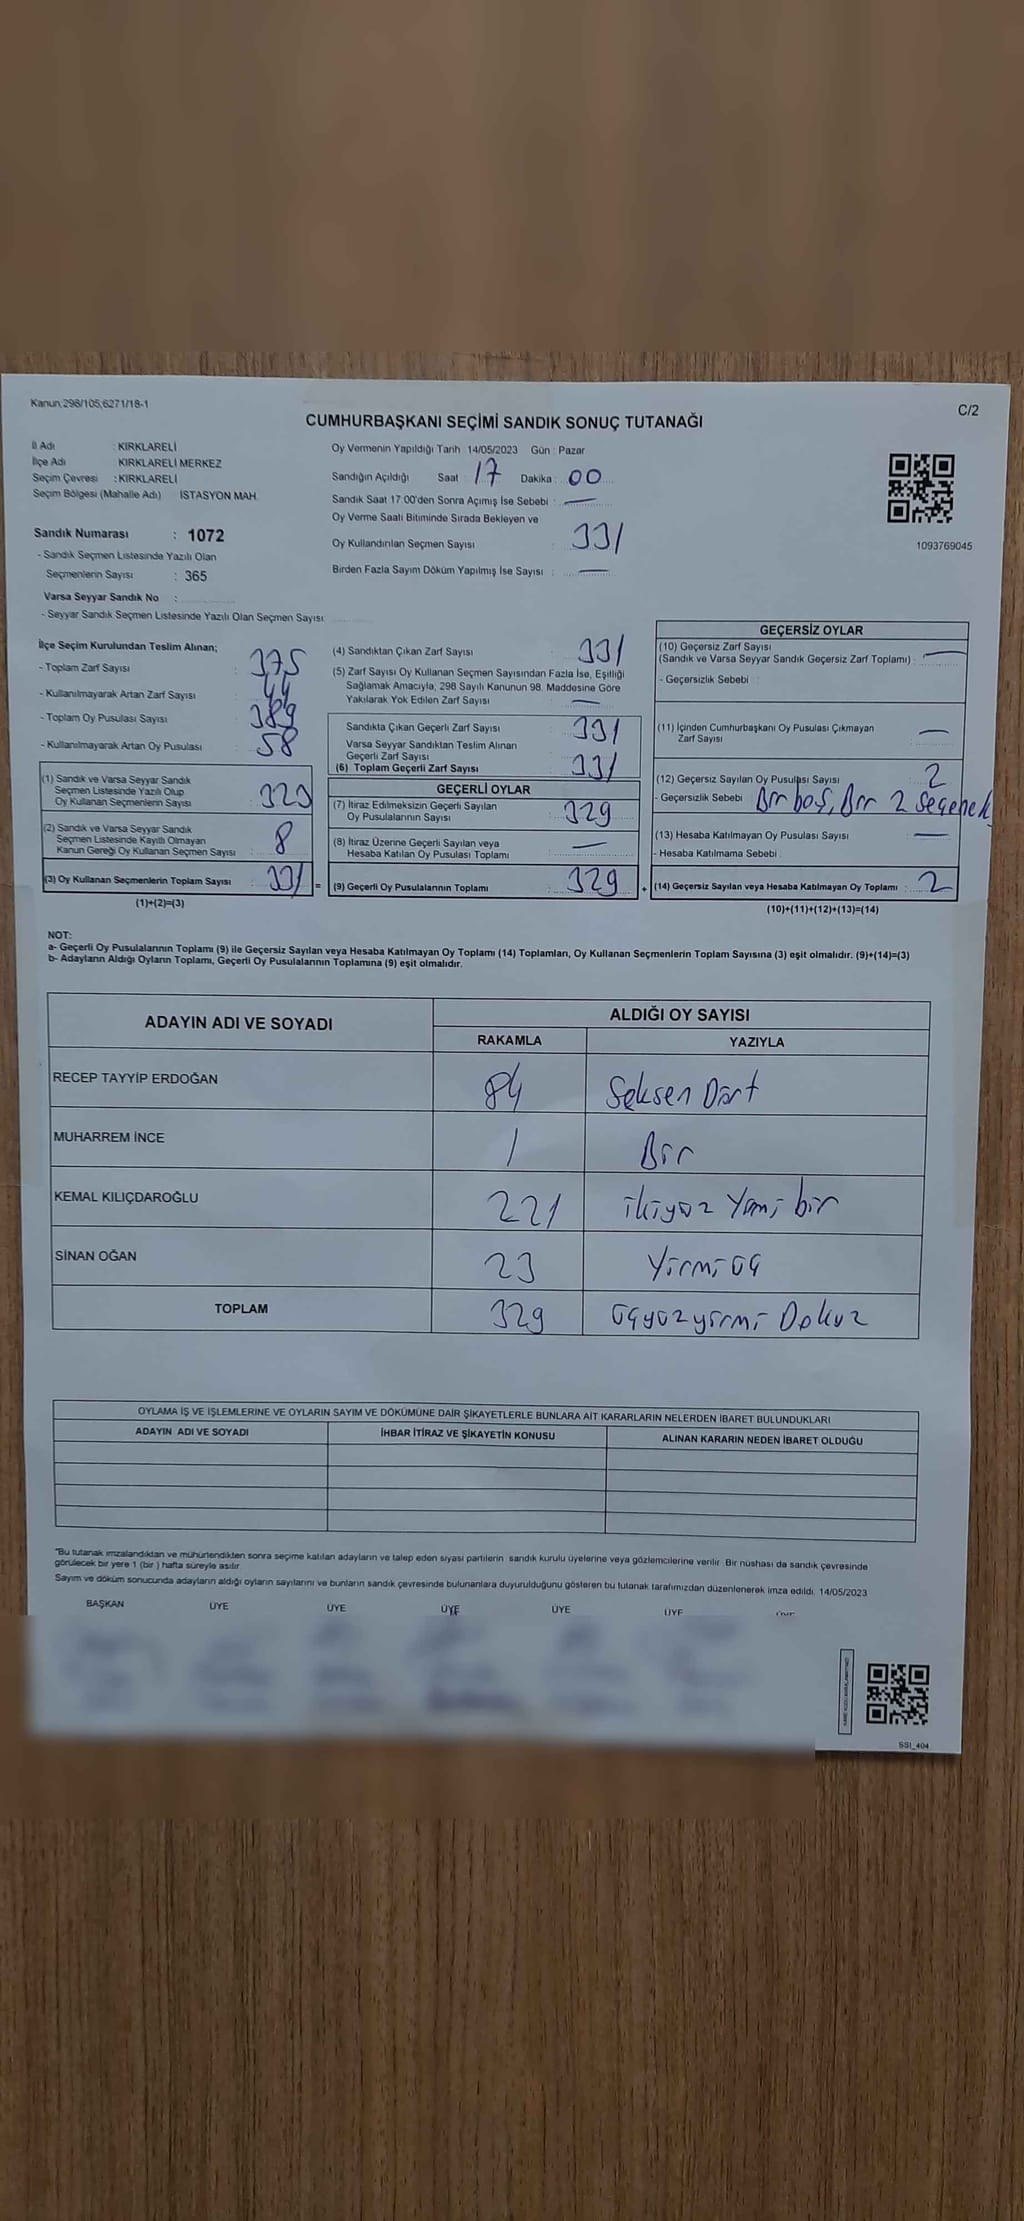 Kanun;298/105;6271/18-1
C/2
CUMHURBAŞKANI SEÇİMİ SANDIK SONUÇ TUTANAĞI
İl Adı : KIRKLARELİ
İlçe Adı KIRKLARELİ MERKEZ
Seçim Çevresi : KIRKLARELİ
Seçim Bölgesi (Mahalle Adı) İSTASYON MAH.
Oy Vermenin Yapıldığı Tarih : 14/05/2023 Gün : Pazar
Sandığın Açıldığı Saat 17 Dakika : 00
Sandık Saat 17:00'den Sonra Açımış İse Sebebi : —
Oy Verme Saati Bitiminde Sırada Bekleyen ve
Oy Kullandırılan Seçmen Sayısı : 331
Birden Fazla Sayım Döküm Yapılmış İse Sayısı : —
1093769045
Sandık Numarası : 1072
- Sandık Seçmen Listesinde Yazılı Olan
Seçmenlerin Sayısı : 365
Varsa Seyyar Sandık No :
- Seyyar Sandık Seçmen Listesinde Yazılı Olan Seçmen Sayısı:
İlçe Seçim Kurulundan Teslim Alınan;
- Toplam Zarf Sayısı : 375
- Kullanılmayarak Artan Zarf Sayısı : 44
- Toplam Oy Pusulası Sayısı : 389
- Kullanılmayarak Artan Oy Pusulası : 58
(1) Sandık ve Varsa Seyyar Sandık
Seçmen Listesinde Yazılı Olup
Oy Kullanan Seçmenlerin Sayısı : 323
(2) Sandık ve Varsa Seyyar Sandık
Seçmen Listesinde Kayıtlı Olmayan
Kanun Gereği Oy Kullanan Seçmen Sayısı : 8
(3) Oy Kullanan Seçmenlerin Toplam Sayısı : 331 =
(1)+(2)=(3)
(4) Sandıktan Çıkan Zarf Sayısı : 331
(5) Zarf Sayısı Oy Kullanan Seçmen Sayısından Fazla İse, Eşitliği
Sağlamak Amacıyla, 298 Sayılı Kanunun 98. Maddesine Göre
Yakılarak Yok Edilen Zarf Sayısı : —
Sandıkta Çıkan Geçerli Zarf Sayısı : 331
Varsa Seyyar Sandıktan Teslim Alınan
Geçerli Zarf Sayısı
(6) Toplam Geçerli Zarf Sayısı : 331
GEÇERLİ OYLAR
(7) İtiraz Edilmeksizin Geçerli Sayılan
Oy Pusulalarının Sayısı : 329
(8) İtiraz Üzerine Geçerli Sayılan veya
Hesaba Katılan Oy Pusulası Toplamı : —
(9) Geçerli Oy Pusulalarının Toplamı : 329 +
GEÇERSİZ OYLAR
(10) Geçersiz Zarf Sayısı
(Sandık ve Varsa Seyyar Sandık Geçersiz Zarf Toplamı) : —
- Geçersizlik Sebebi :
(11) İçinden Cumhurbaşkanı Oy Pusulası Çıkmayan
Zarf Sayısı : —
(12) Geçersiz Sayılan Oy Pusulası Sayısı : 2
- Geçersizlik Sebebi : Bir boş, Bir 2 seçenek
(13) Hesaba Katılmayan Oy Pusulası Sayısı : —
- Hesaba Katılmama Sebebi :
(14) Geçersiz Sayılan veya Hesaba Katılmayan Oy Toplamı : 2
(10)+(11)+(12)+(13)=(14)
NOT:
a- Geçerli Oy Pusulalarının Toplamı (9) ile Geçersiz Sayılan veya Hesaba Katılmayan Oy Toplamı (14) Toplamları, Oy Kullanan Seçmenlerin Toplam Sayısına (3) eşit olmalıdır. (9)+(14)=(3)
b- Adayların Aldığı Oyların Toplamı, Geçerli Oy Pusulalarının Toplamına (9) eşit olmalıdır.
ADAYIN ADI VE SOYADI ALDIĞI OY SAYISI
RAKAMLA YAZIYLA
RECEP TAYYİP ERDOĞAN 84 Seksen Dört
MUHARREM İNCE 1 Bir
KEMAL KILIÇDAROĞLU 221 ikiyüz Yirmi bir
SİNAN OĞAN 23 Yirmi üç
TOPLAM 329 üçyüzyirmi Dokuz
OYLAMA İŞ VE İŞLEMLERİNE VE OYLARIN SAYIM VE DÖKÜMÜNE DAİR ŞİKAYETLERLE BUNLARA AİT KARARLARIN NELERDEN İBARET BULUNDUKLARI
ADAYIN ADI VE SOYADI İHBAR İTİRAZ VE ŞİKAYETİN KONUSU ALINAN KARARIN NEDEN İBARET OLDUĞU
"Bu tutanak imzalandıktan ve mühürlendikten sonra seçime katılan adayların ve talep eden siyasi partilerin sandık kurulu üyelerine veya gözlemcilerine verilir. Bir nüshası da sandık çevresinde
görülecek bir yere 1 (bir ) hafta süreyle asılır.
Sayım ve döküm sonucunda adayların aldığı oyların sayılarını ve bunların sandık çevresinde bulunanlara duyurulduğunu gösteren bu tutanak tarafımızdan düzenlenerek imza edildi. 14/05/2023
BAŞKAN ÜYE ÜYE ÜYE ÜYE ÜYE ÜYE
SSI_404